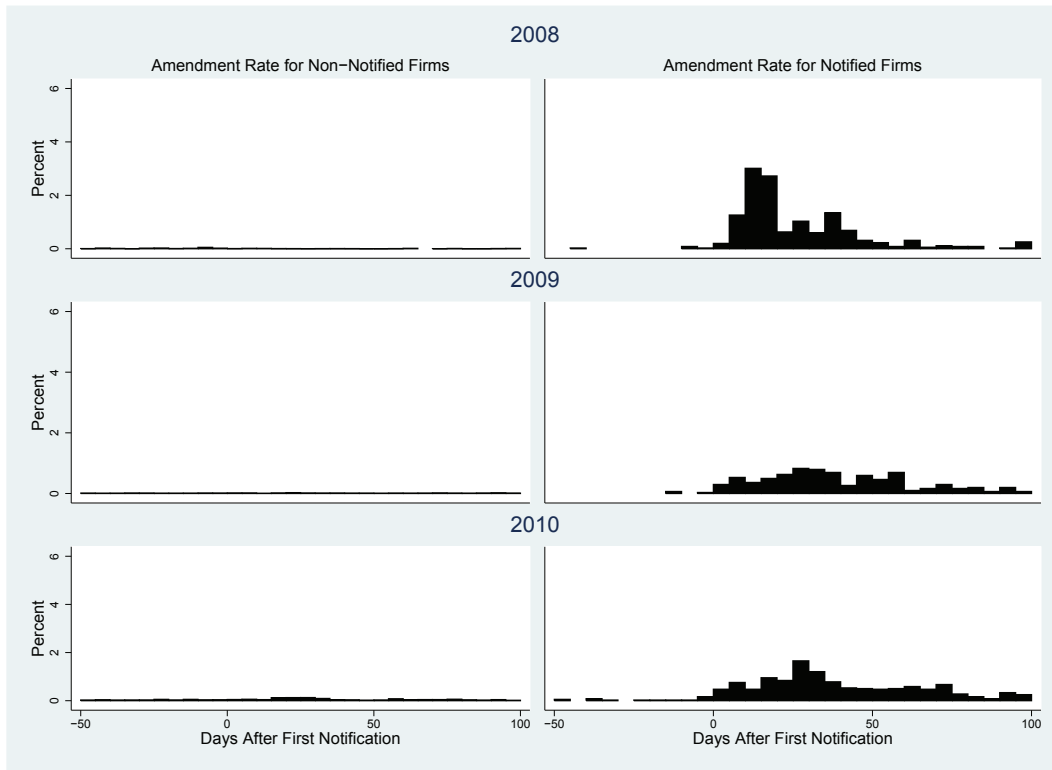 2008
Amendment Rate for Non−Notified Firms
Amendment Rate for Notified Firms
Percent
6
4
2
0
2009
Percent
6
4
2
0
2010
Percent
6
4
2
0
−50 0 50 100
−50 0 50 100
Days After First Notification
Days After First Notification